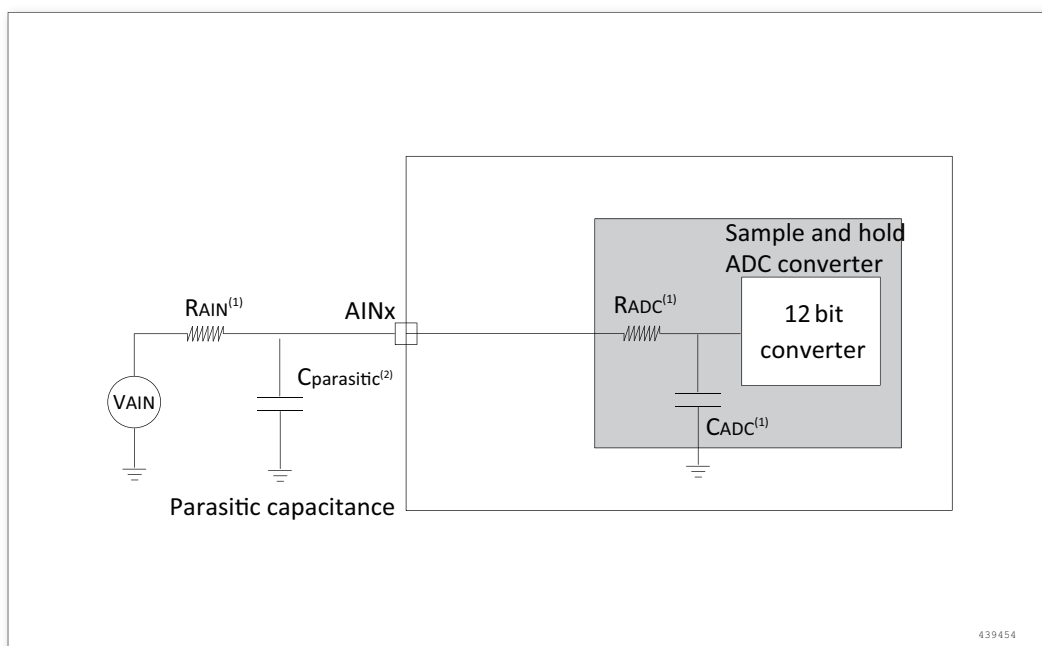 Sample and hold
ADC converter
RAIN(1)
AINx
RADC(1)
12 bit
converter
Cparasitic(2)
VAIN
CADC(1)
Parasitic capacitance
439454